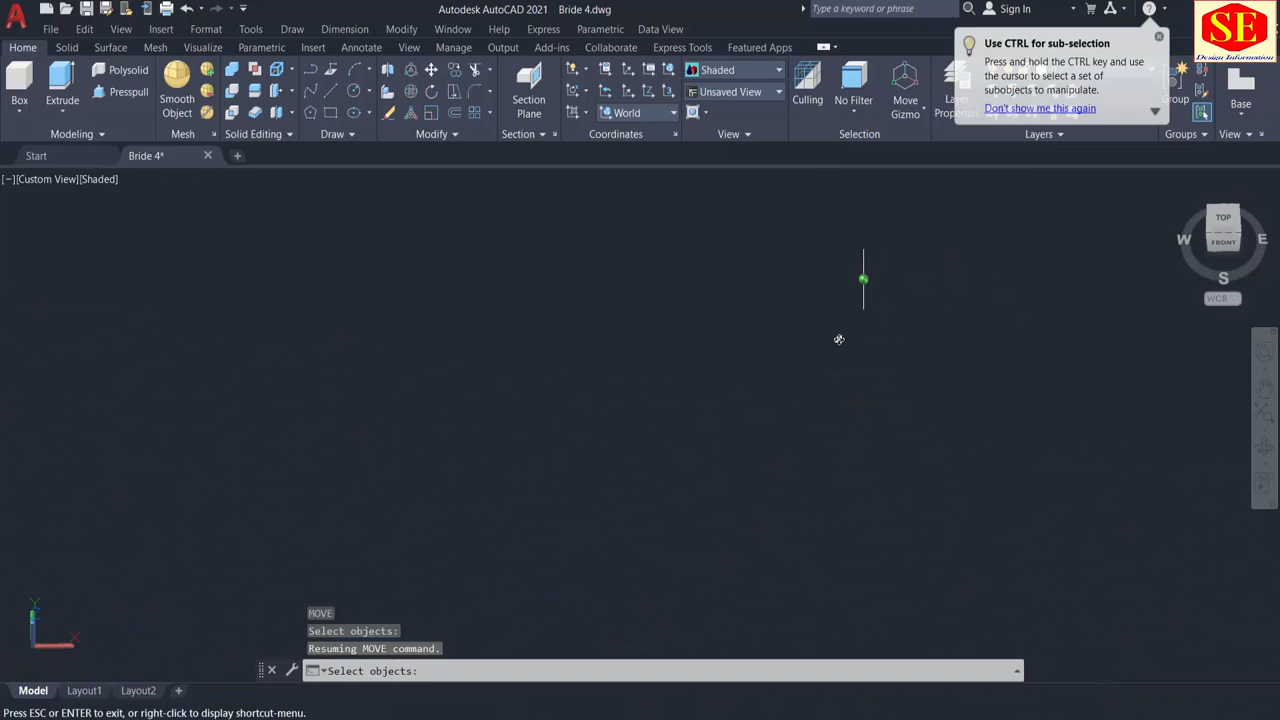 Autodesk AutoCAD 2021 Bride 4.dwg
Type a keyword or phrase
Sign In
File Edit View Insert Format Tools Draw Dimension Modify Window Help Express Parametric
Home Solid Surface Mesh Visualize Parametric Insert Annotate View Manage Output Add-ins Collaborate Express Tools Featured Apps
SE
Design Information
Use CTRL for sub-selection
Press and hold the CTRL key and use
the cursor to select a set of
subobjects to manipulate.
Don't show me this again
Box
Extrude
Polysolid
Presspull
Smooth
Object
Section
Plane
World
Shaded
Unsaved View
Culling
No Filter
Move
Gizmo
Layer
Properties
Group
Base
Modeling Mesh Solid Editing Draw Modify Section Coordinates View Selection Layers Groups View
Start
Bride 4*
[−][Custom View][Shaded]
TOP
FRONT
W
E
S
WCS
Y
X
MOVE
Select objects:
Resuming MOVE command.
Select objects:
Model Layout1 Layout2
Press ESC or ENTER to exit, or right-click to display shortcut-menu.